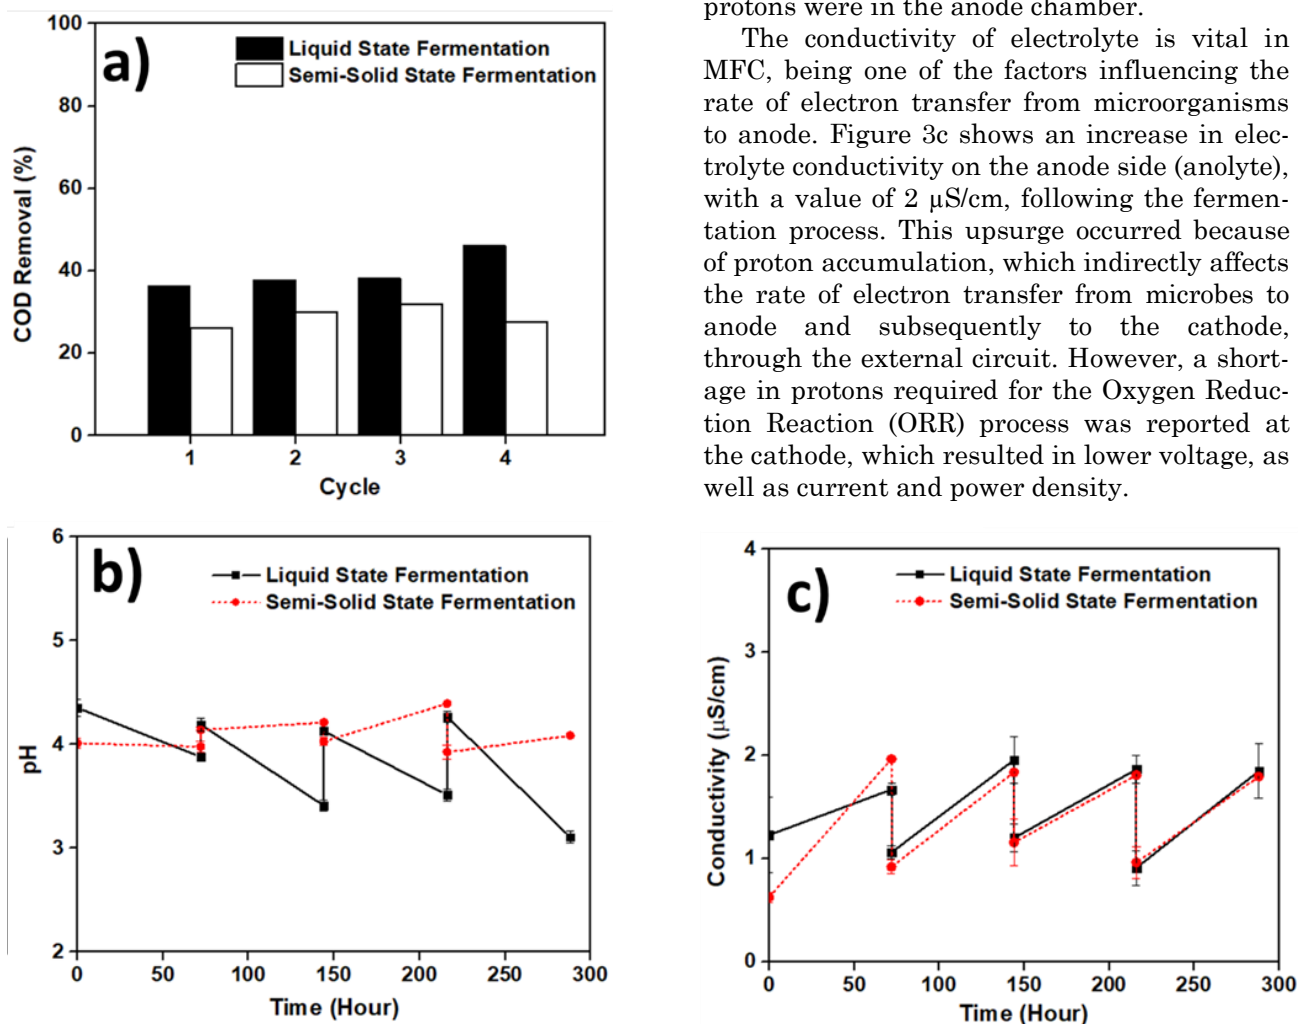 100
80
60
40
20
0
COD Removal (%)
a)
Liquid State Fermentation
Semi-Solid State Fermentation
1 2 3 4
Cycle
protons were in the anode chamber.
The conductivity of electrolyte is vital in
MFC, being one of the factors influencing the
rate of electron transfer from microorganisms
to anode. Figure 3c shows an increase in elec-
trolyte conductivity on the anode side (anolyte),
with a value of 2 µS/cm, following the fermen-
tation process. This upsurge occurred because
of proton accumulation, which indirectly affects
the rate of electron transfer from microbes to
anode and subsequently to the cathode,
through the external circuit. However, a short-
age in protons required for the Oxygen Reduc-
tion Reaction (ORR) process was reported at
the cathode, which resulted in lower voltage, as
well as current and power density.
6
5
4
3
2
pH
b)
Liquid State Fermentation
Semi-Solid State Fermentation
0 50 100 150 200 250 300
Time (Hour)
4
3
2
1
0
Conductivity (µS/cm)
c)
Liquid State Fermentation
Semi-Solid State Fermentation
0 50 100 150 200 250 300
Time (Hour)